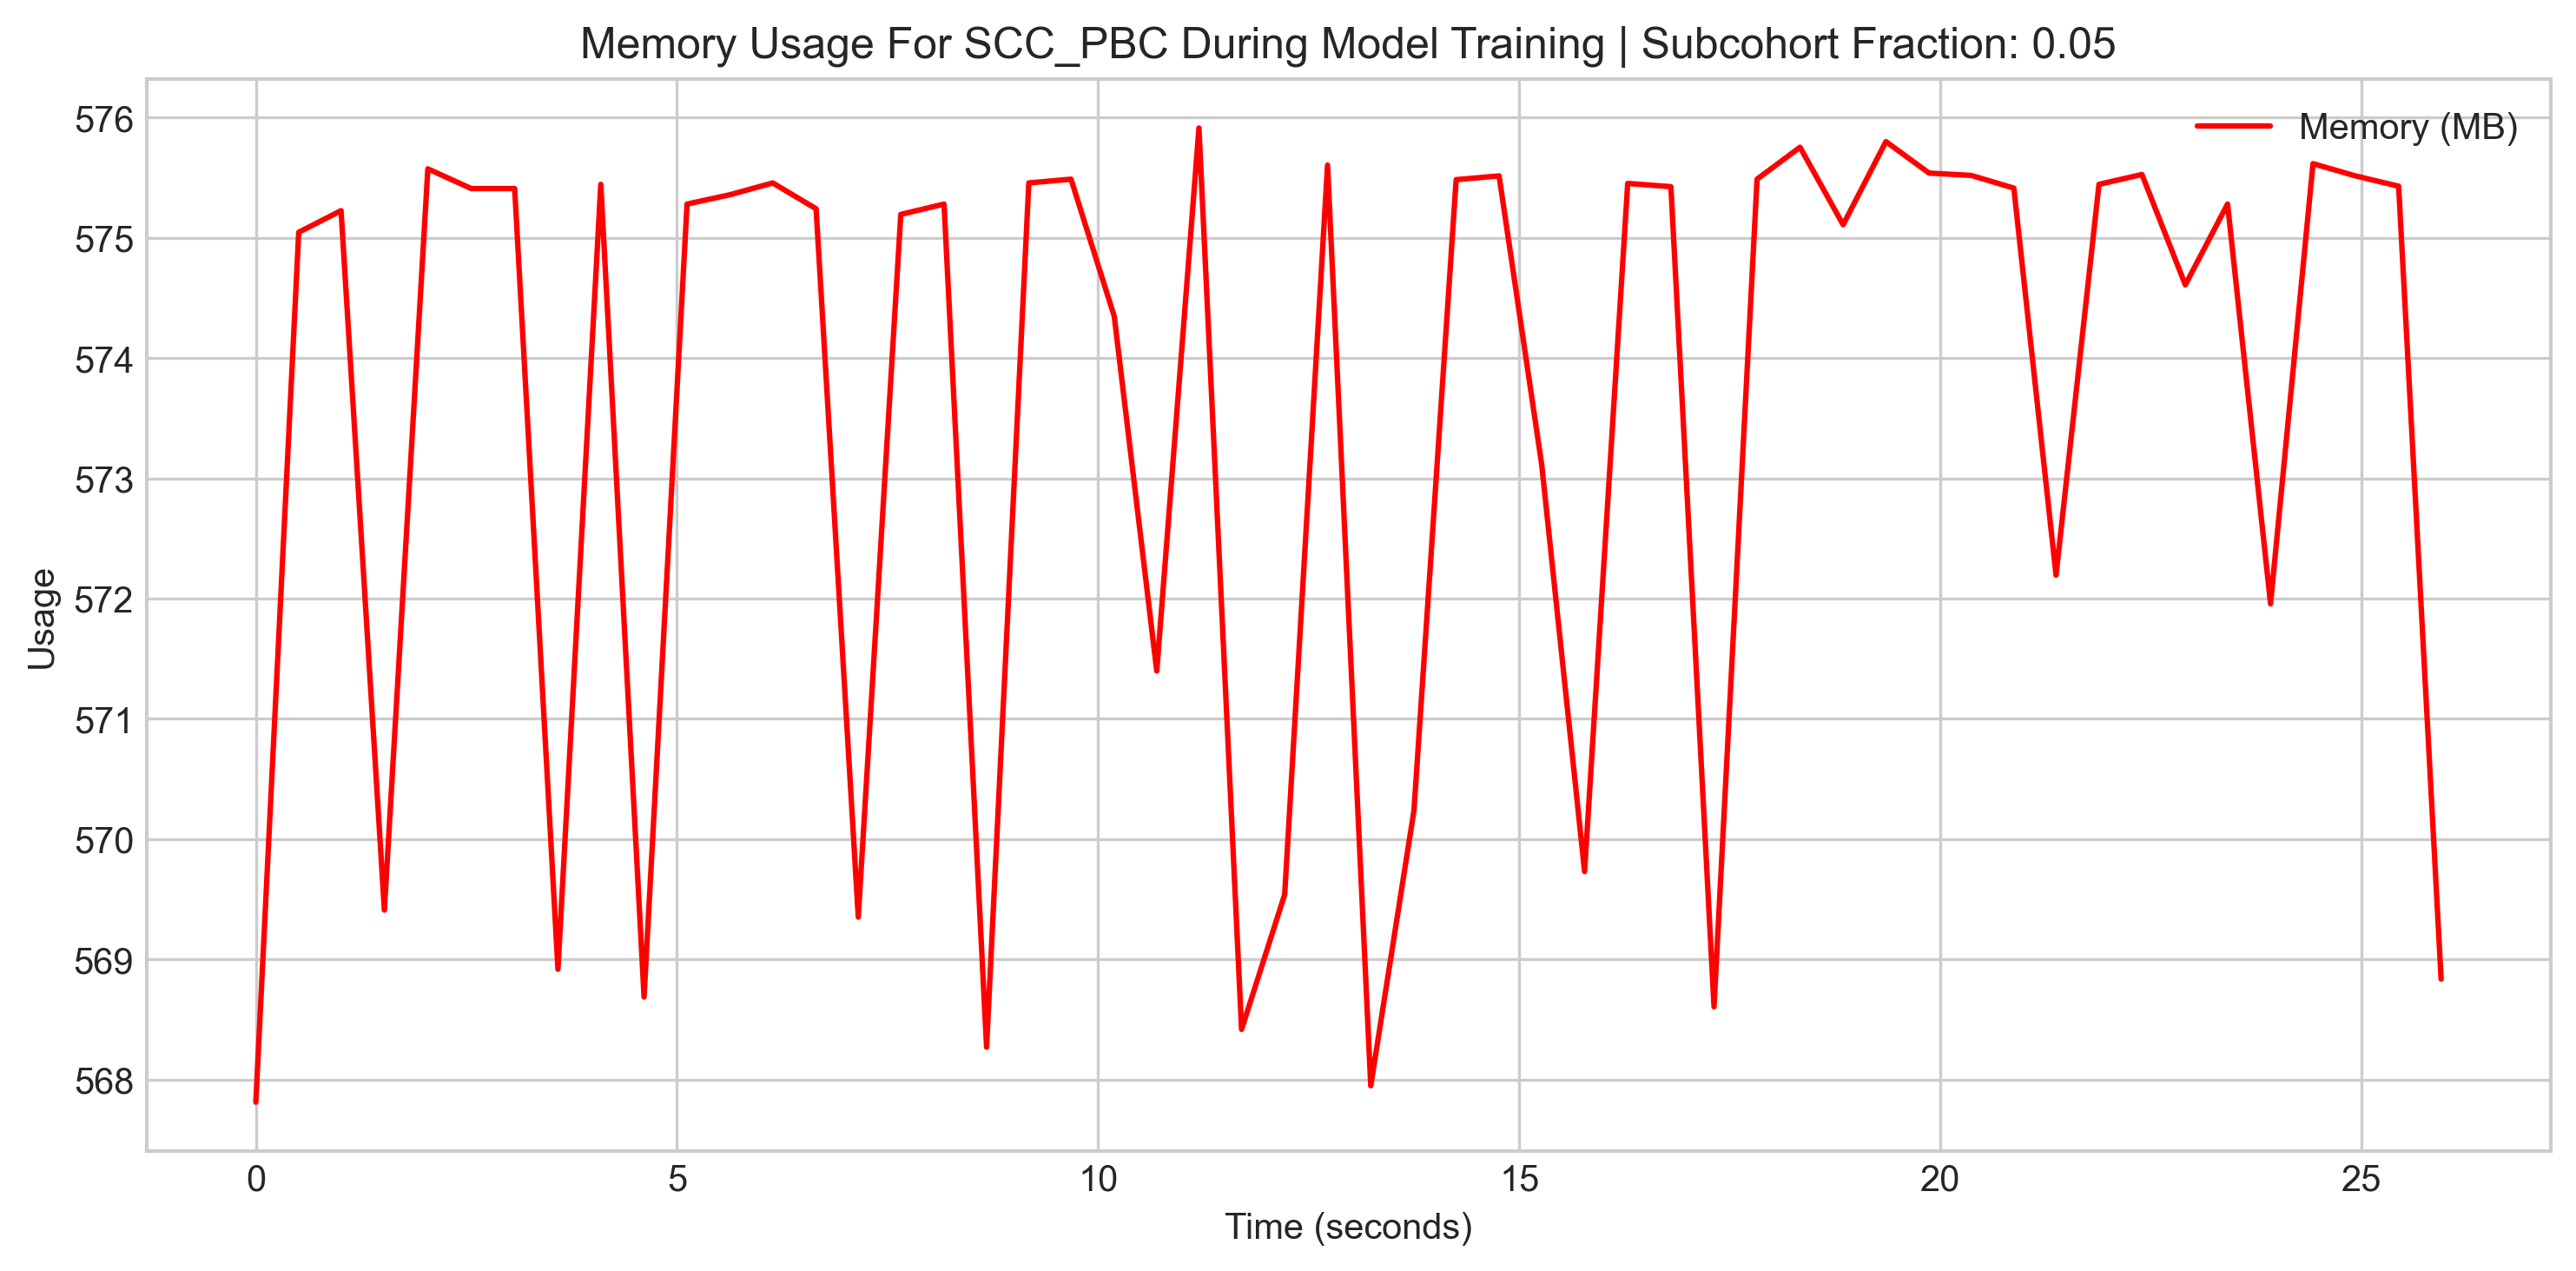 Memory Usage For SCC_PBC During Model Training | Subcohort Fraction: 0.05
Memory (MB)
576
575
574
573
572
571
570
569
568
Usage
0 5 10 15 20 25
Time (seconds)